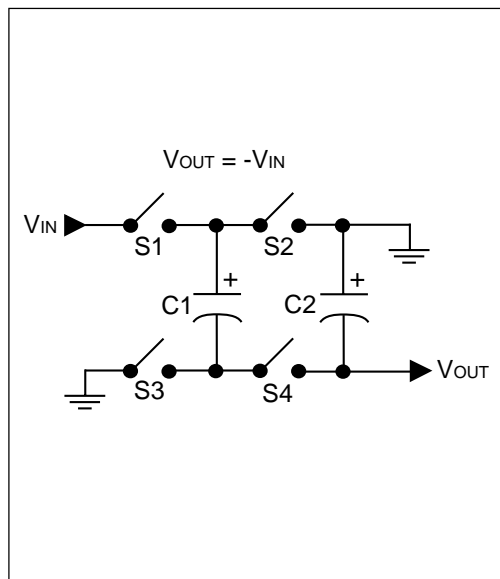 VOUT = -VIN
VIN
S1
S2
+
+
C1
C2
S3
S4
VOUT